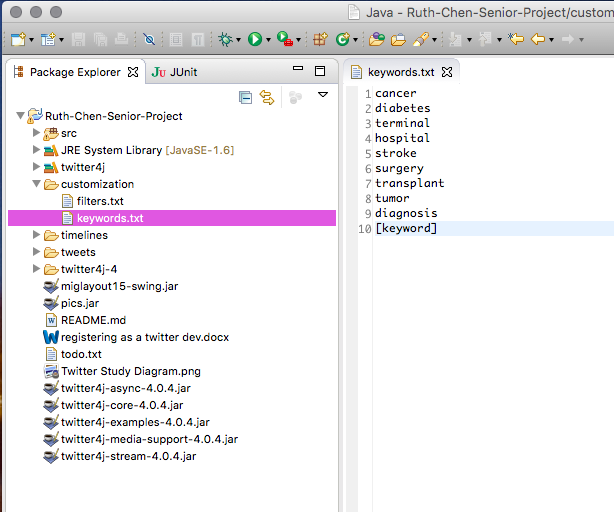 Java - Ruth-Chen-Senior-Project/custom
Package Explorer
JU JUnit
Ruth-Chen-Senior-Project
src
JRE System Library [JavaSE-1.6]
twitter4j
customization
filters.txt
keywords.txt
timelines
tweets
twitter4j-4
miglayout15-swing.jar
pics.jar
README.md
registering as a twitter dev.docx
todo.txt
Twitter Study Diagram.png
twitter4j-async-4.0.4.jar
twitter4j-core-4.0.4.jar
twitter4j-examples-4.0.4.jar
twitter4j-media-support-4.0.4.jar
twitter4j-stream-4.0.4.jar
keywords.txt
1 cancer
2 diabetes
3 terminal
4 hospital
5 stroke
6 surgery
7 transplant
8 tumor
9 diagnosis
10 [keyword]